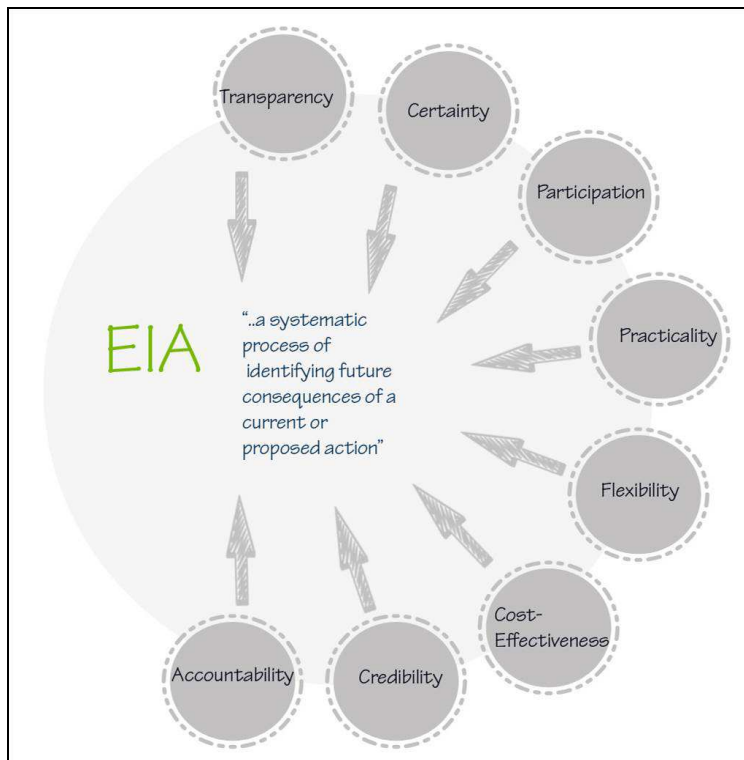 Transparency
Certainty
Participation
Practicality
Flexibility
Cost-
Effectiveness
Credibility
Accountability
EIA
"..a systematic
process of
identifying future
consequences of a
current or
proposed action"